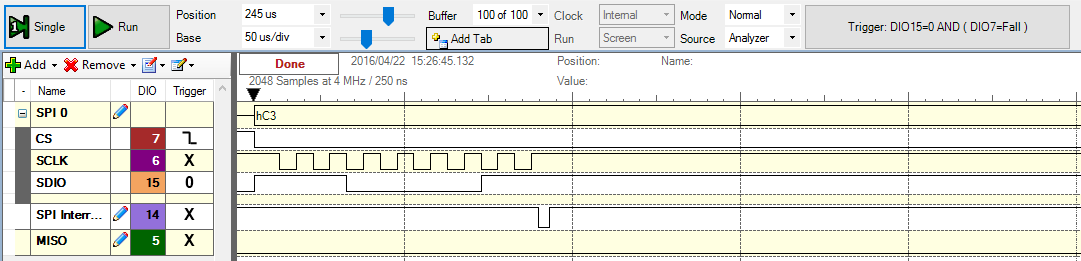 Single Run Position 245 us Buffer 100 of 100 Clock Internal Mode Normal Trigger: DIO15=0 AND ( DIO7=Fall )
Base 50 us/div Add Tab Run Screen Source Analyzer
Add Remove Done 2016/04/22 15:26:45.132 Position: Name:
2048 Samples at 4 MHz / 250 ns Value:
- Name DIO Trigger
SPI 0 hC3
CS 7
SCLK 6 X
SDIO 15 0
SPI Interr... 14 X
MISO 5 X